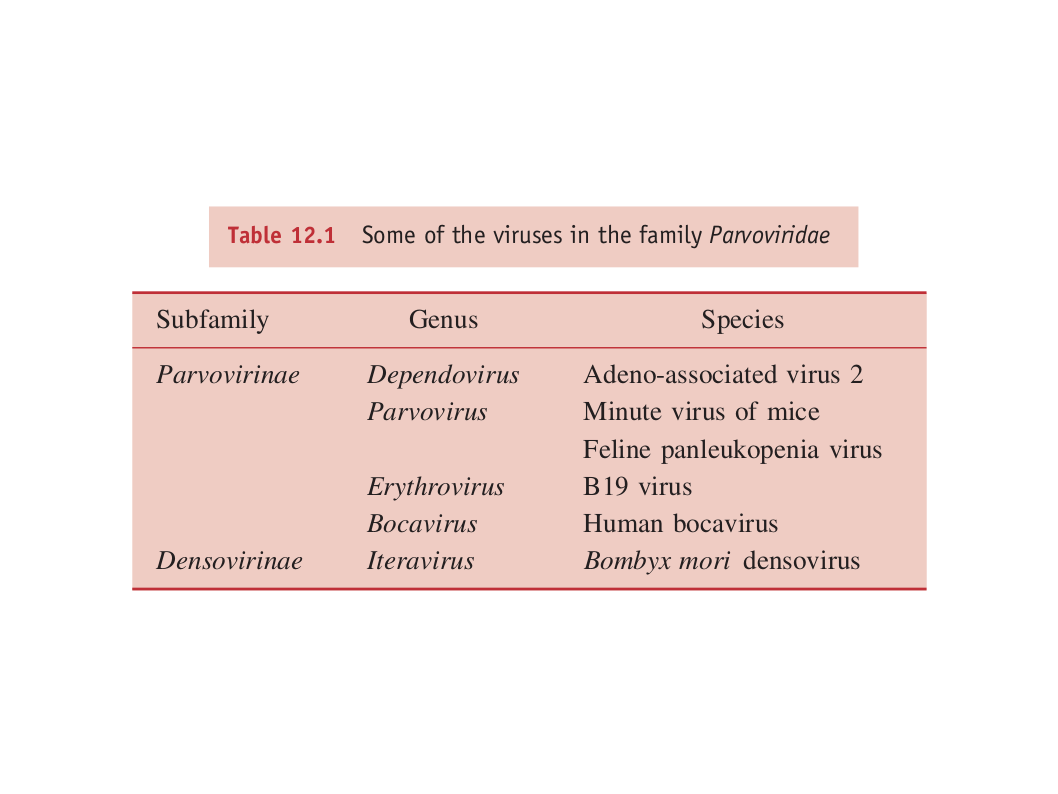 Table 12.1 Some of the viruses in the family Parvoviridae
Subfamily Genus Species
Parvovirinae Dependovirus Adeno-associated virus 2
Parvovirus Minute virus of mice
Feline panleukopenia virus
Erythrovirus B19 virus
Bocavirus Human bocavirus
Densovirinae Iteravirus Bombyx mori densovirus